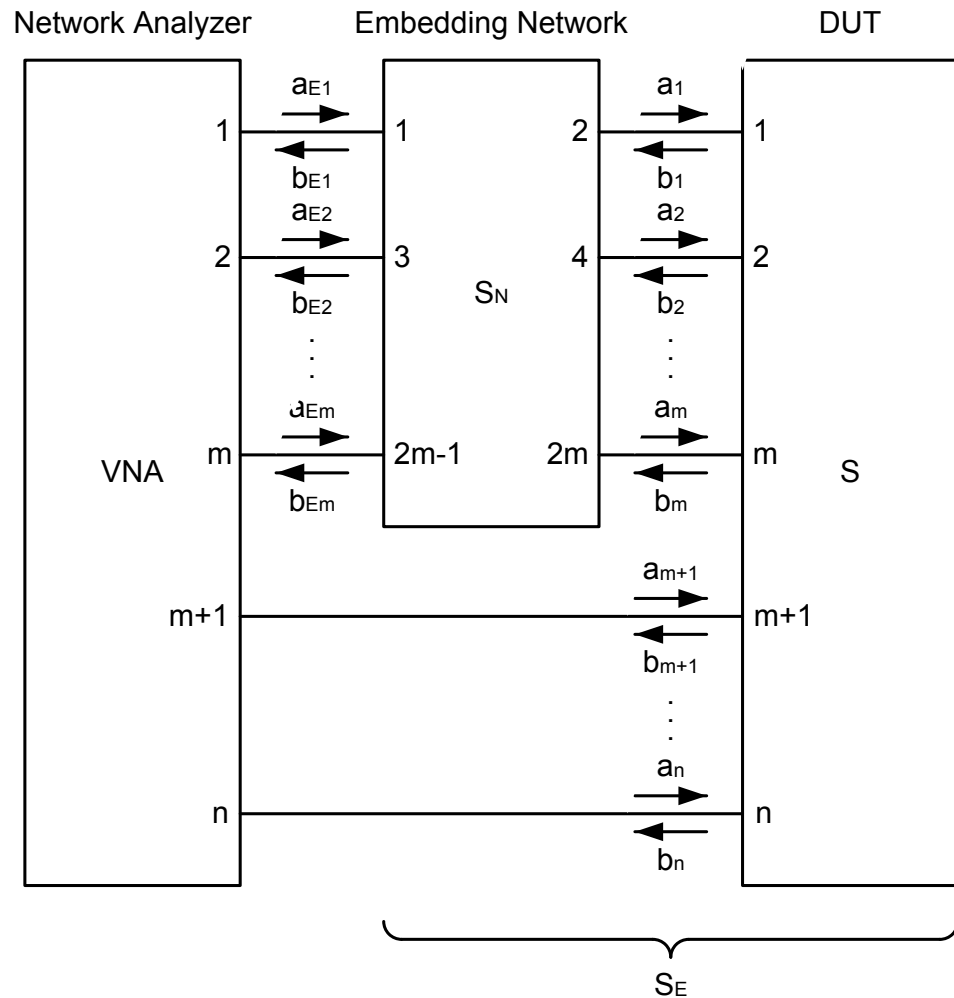 Network Analyzer Embedding Network DUT
aE1 a1
1 1 2 1
bE1 b1
aE2 a2
2 3 4 2
bE2 b2
SN
aEm am
m 2m-1 2m m
VNA S
bEm bm
am+1
m+1 m+1
bm+1
an
n n
bn
SE